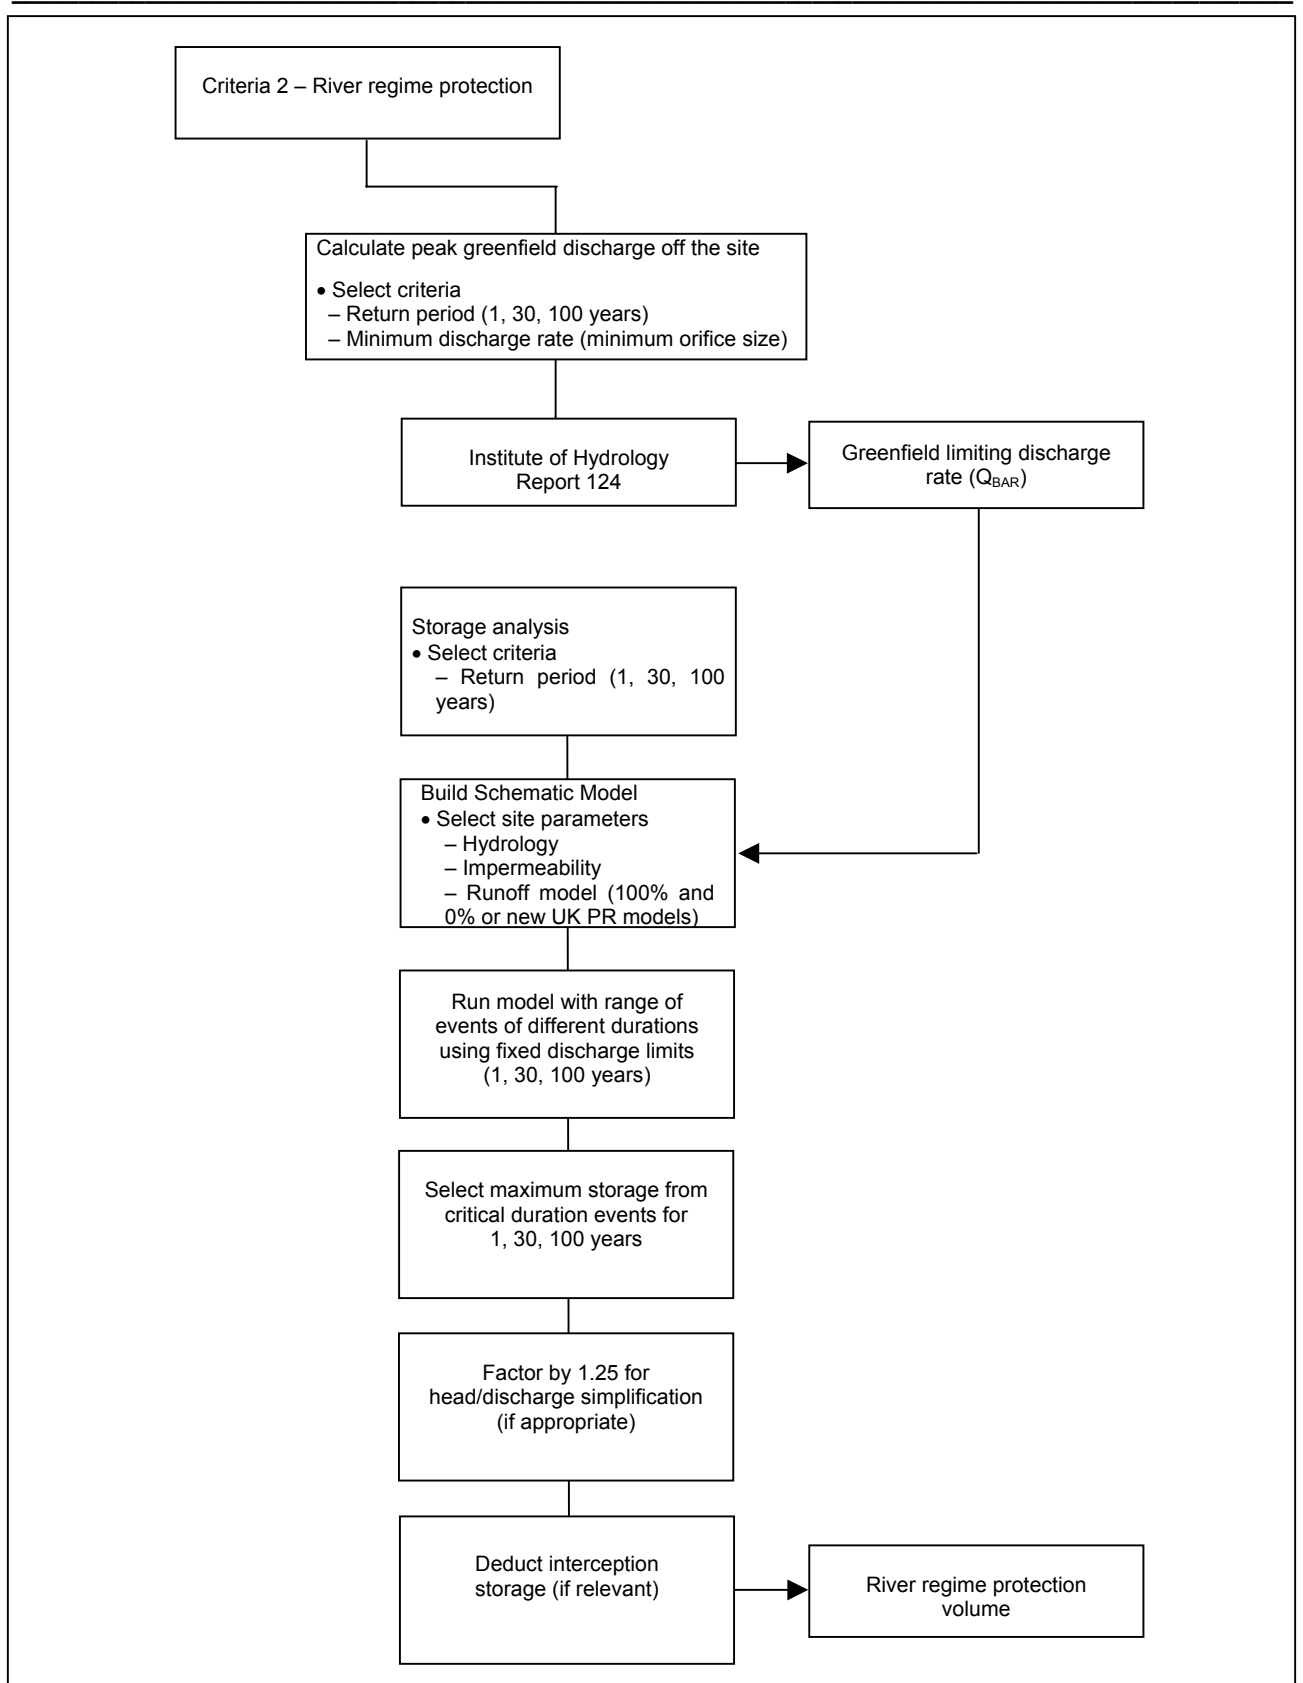 Criteria 2 – River regime protection
Calculate peak greenfield discharge off the site
• Select criteria
– Return period (1, 30, 100 years)
– Minimum discharge rate (minimum orifice size)
Institute of Hydrology
Report 124
Greenfield limiting discharge
rate (QBAR)
Storage analysis
• Select criteria
– Return period (1, 30, 100
years)
Build Schematic Model
• Select site parameters
– Hydrology
– Impermeability
– Runoff model (100% and
0% or new UK PR models)
Run model with range of
events of different durations
using fixed discharge limits
(1, 30, 100 years)
Select maximum storage from
critical duration events for
1, 30, 100 years
Factor by 1.25 for
head/discharge simplification
(if appropriate)
Deduct interception
storage (if relevant)
River regime protection
volume